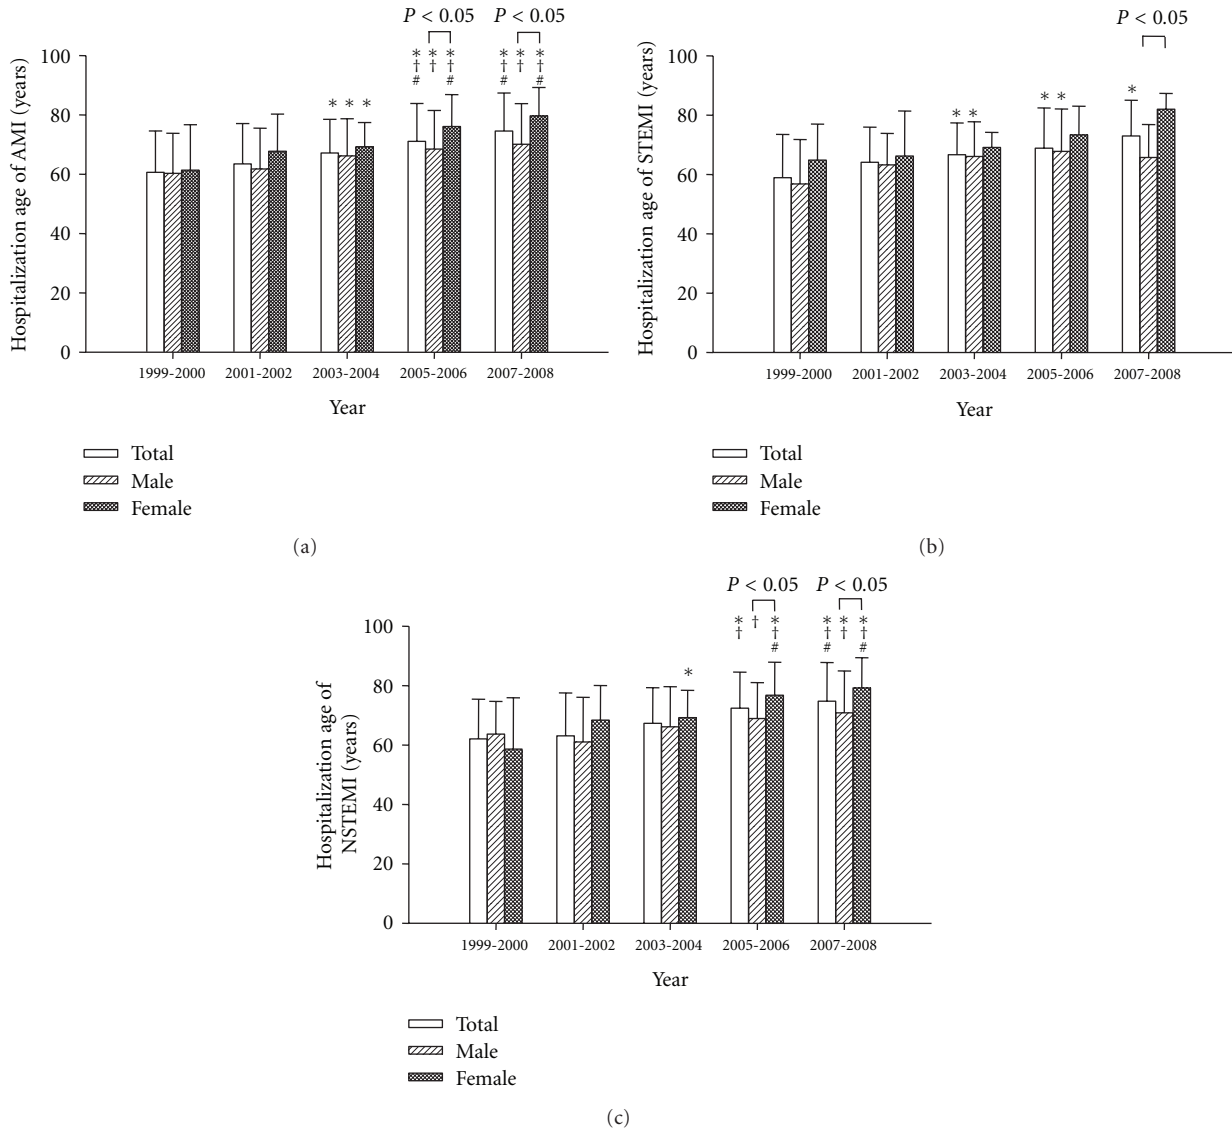 P < 0.05 P < 0.05
* * * * * *
† † † † † †
# # # #
* * *
100
80
60
40
20
0
Hospitalization age of AMI (years)
1999-2000 2001-2002 2003-2004 2005-2006 2007-2008
Year
Total
Male
Female
(a)
P < 0.05
* * * * *
100
80
60
40
20
0
Hospitalization age of STEMI (years)
1999-2000 2001-2002 2003-2004 2005-2006 2007-2008
Year
Total
Male
Female
(b)
P < 0.05 P < 0.05
* † * * * *
† † † † †
# # #
*
100
80
60
40
20
0
Hospitalization age of
NSTEMI (years)
1999-2000 2001-2002 2003-2004 2005-2006 2007-2008
Year
Total
Male
Female
(c)